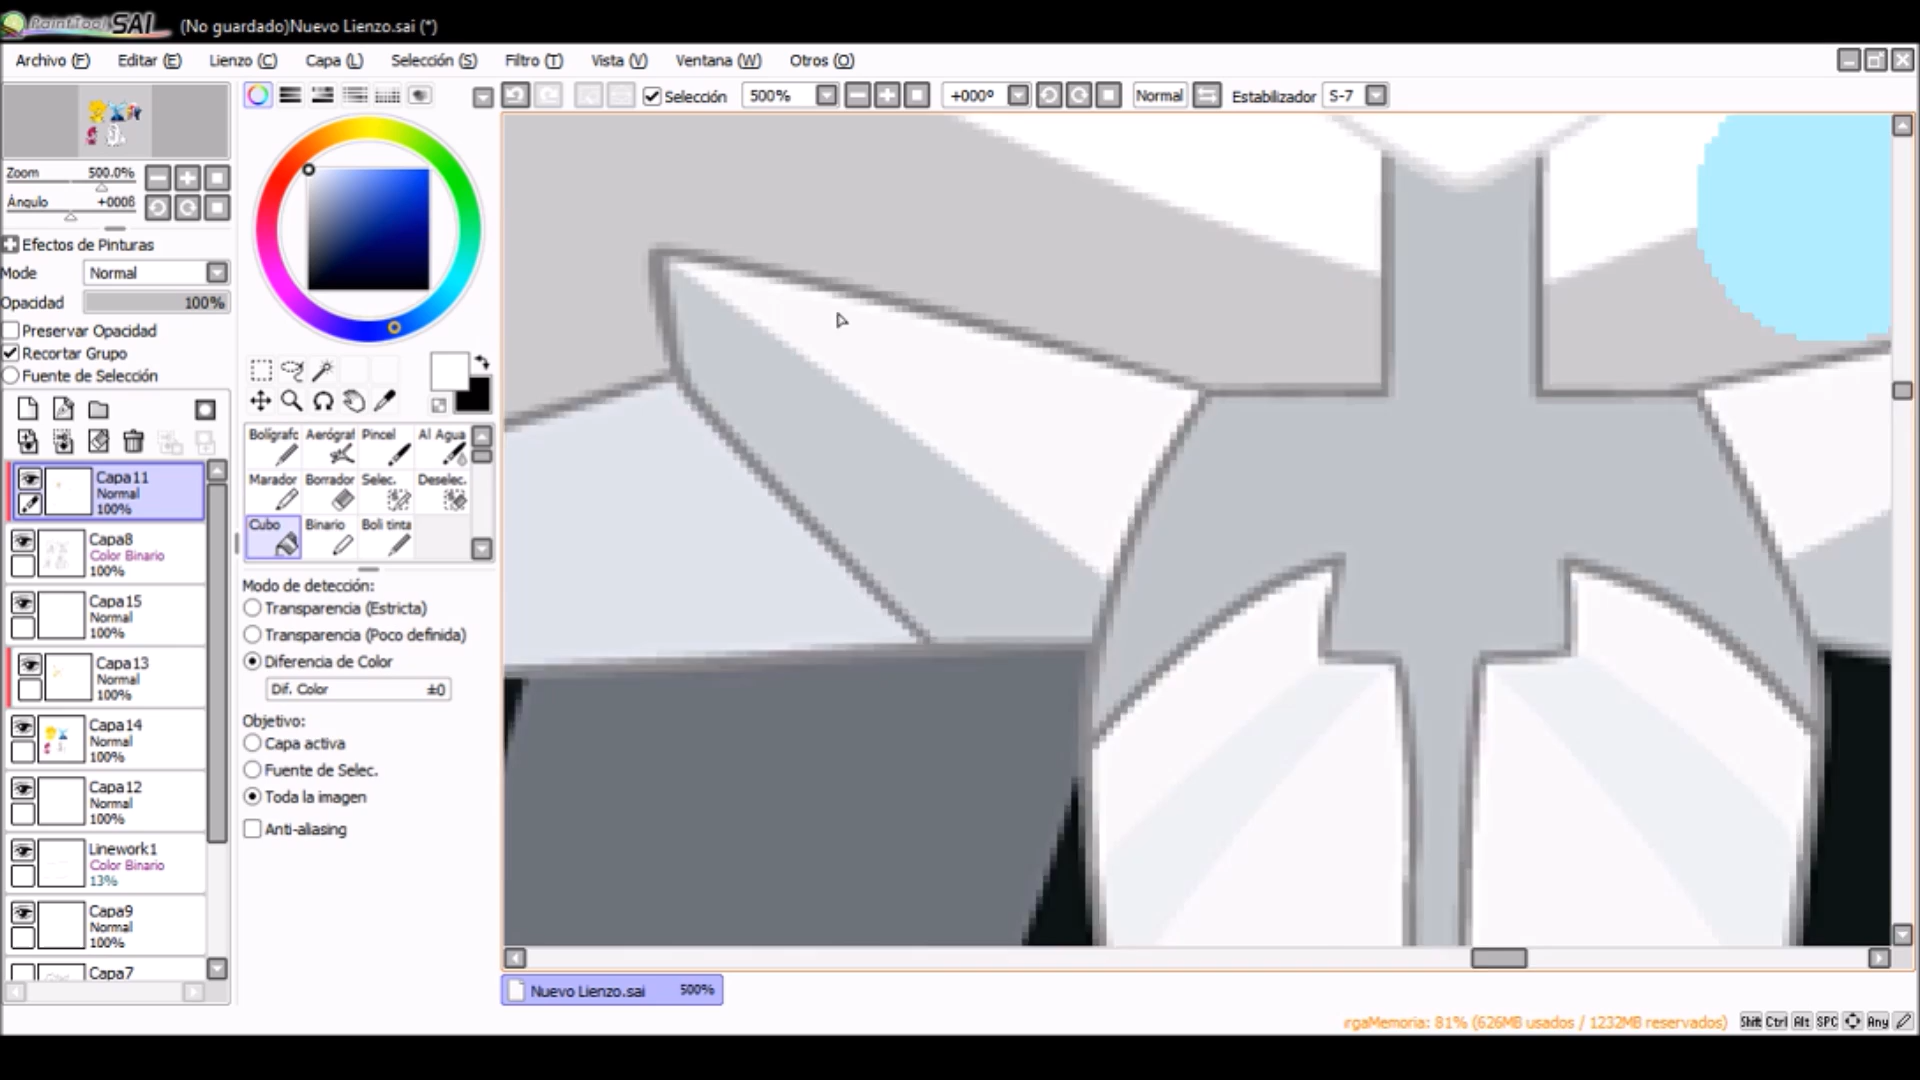 PaintTool SAI (No guardado)Nuevo Lienzo.sai (*)
Archivo (F) Editar (E) Lienzo (C) Capa (L) Selección (S) Filtro (T) Vista (V) Ventana (W) Otros (O)
Selección 500% +000º Normal Estabilizador S-7
Zoom 500.0%
Ángulo +000ß
Efectos de Pinturas
Mode Normal
Opacidad 100%
Preservar Opacidad
Recortar Grupo
Fuente de Selección
Capa11
Normal
100%
Capa8
Color Binario
100%
Capa15
Normal
100%
Capa13
Normal
100%
Capa14
Normal
100%
Capa12
Normal
100%
Linework1
Color Binario
13%
Capa9
Normal
100%
Capa7
Bolígrafo Aerógraf Pincel Al Agua
Marador Borrador Selec. Deselec.
Cubo Binario Boli tinta
Modo de detección:
Transparencia (Estricta)
Transparencia (Poco definida)
Diferencia de Color
Dif. Color ±0
Objetivo:
Capa activa
Fuente de Selec.
Toda la imagen
Anti-aliasing
Nuevo Lienzo.sai 500%
rgaMemoria: 81% (626MB usados / 1232MB reservados) Shift Ctrl Alt SPC Any